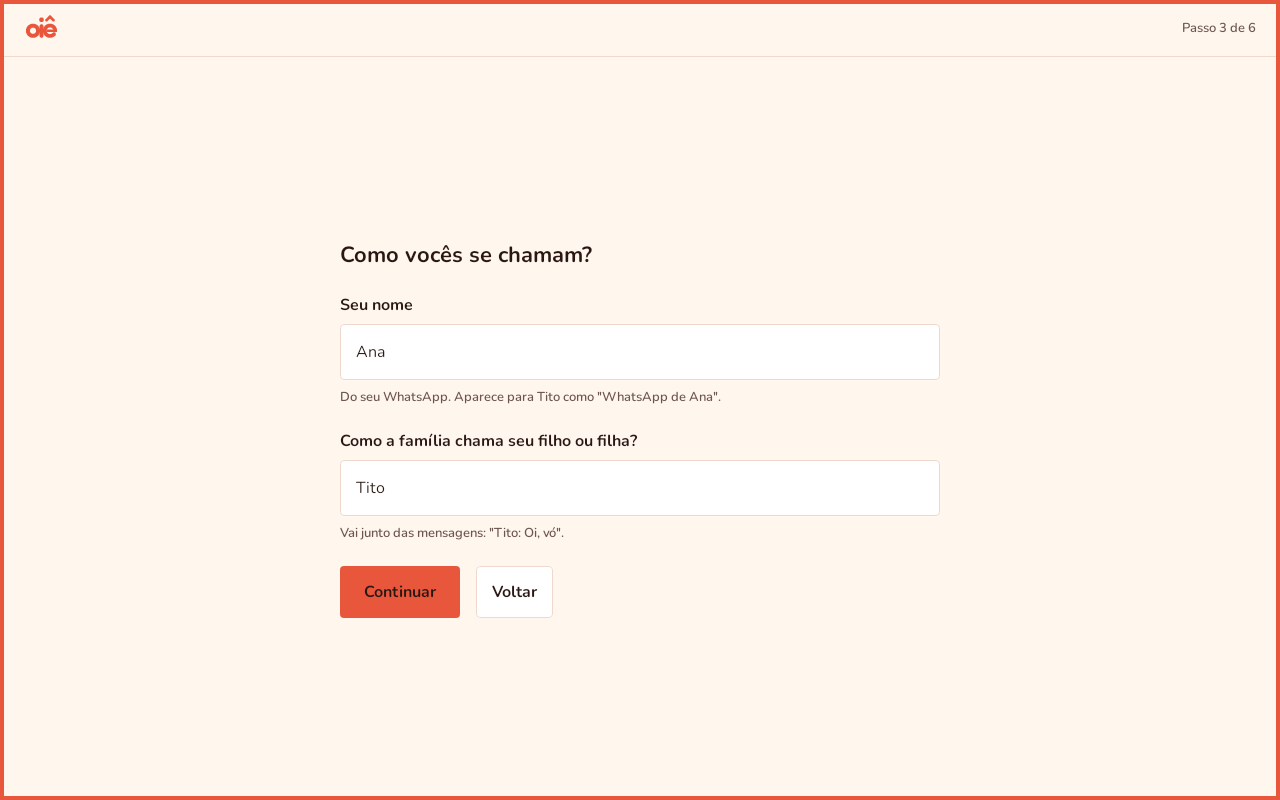 oiê
Passo 3 de 6
Como vocês se chamam?
Seu nome
Ana
Do seu WhatsApp. Aparece para Tito como "WhatsApp de Ana".
Como a família chama seu filho ou filha?
Tito
Vai junto das mensagens: "Tito: Oi, vó".
Continuar
Voltar